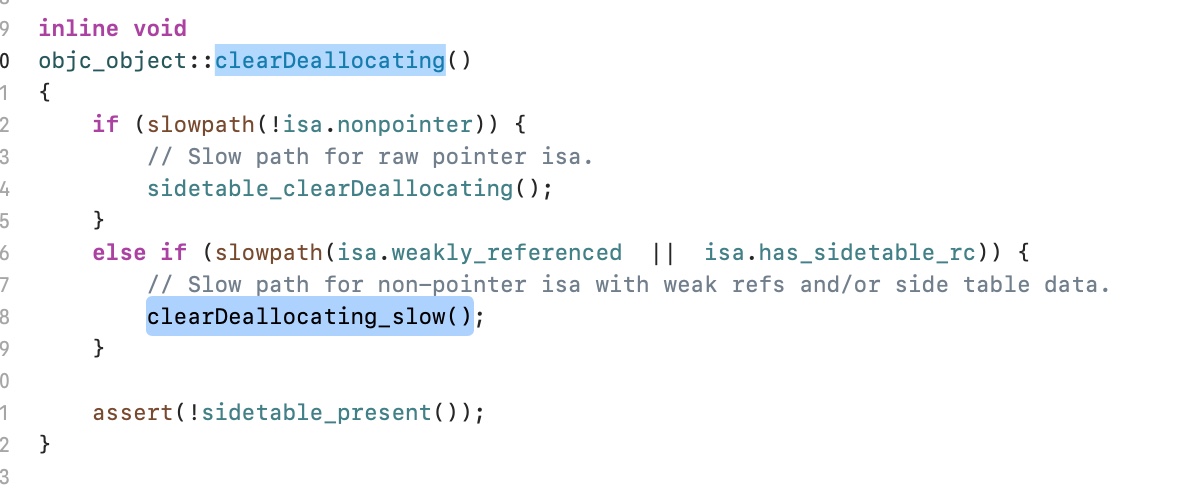 9 inline void
0 objc_object::clearDeallocating()
1 {
2     if (slowpath(!isa.nonpointer)) {
3         // Slow path for raw pointer isa.
4         sidetable_clearDeallocating();
5     }
6     else if (slowpath(isa.weakly_referenced  ||  isa.has_sidetable_rc)) {
7         // Slow path for non-pointer isa with weak refs and/or side table data.
8         clearDeallocating_slow();
9     }
0
1     assert(!sidetable_present());
2 }
3